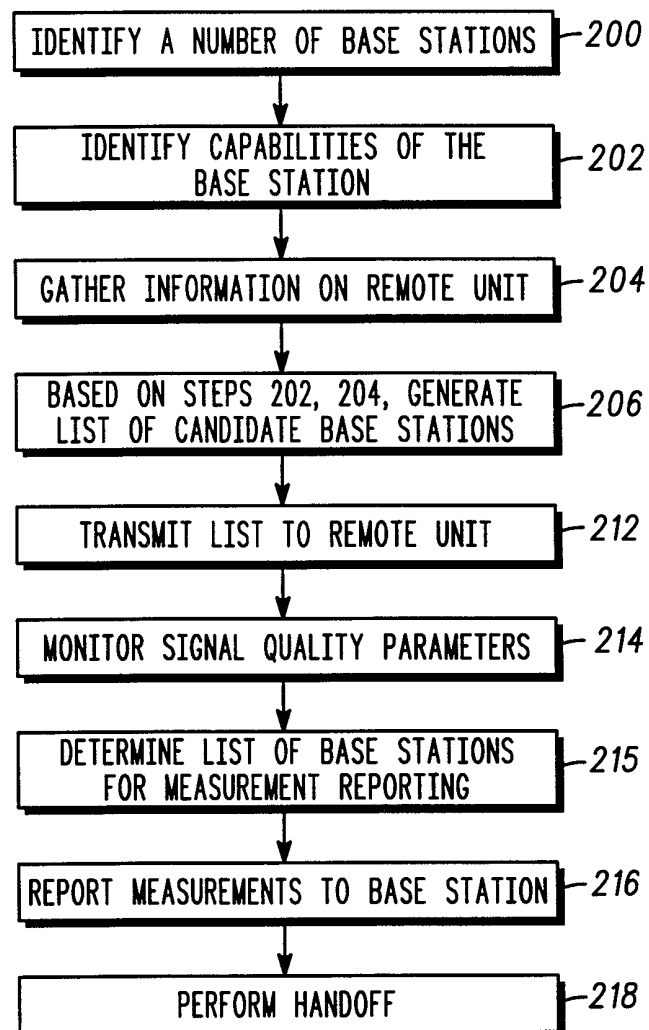 IDENTIFY A NUMBER OF BASE STATIONS 200
IDENTIFY CAPABILITIES OF THE
BASE STATION 202
GATHER INFORMATION ON REMOTE UNIT 204
BASED ON STEPS 202, 204, GENERATE
LIST OF CANDIDATE BASE STATIONS 206
TRANSMIT LIST TO REMOTE UNIT 212
MONITOR SIGNAL QUALITY PARAMETERS 214
DETERMINE LIST OF BASE STATIONS
FOR MEASUREMENT REPORTING 215
REPORT MEASUREMENTS TO BASE STATION 216
PERFORM HANDOFF 218